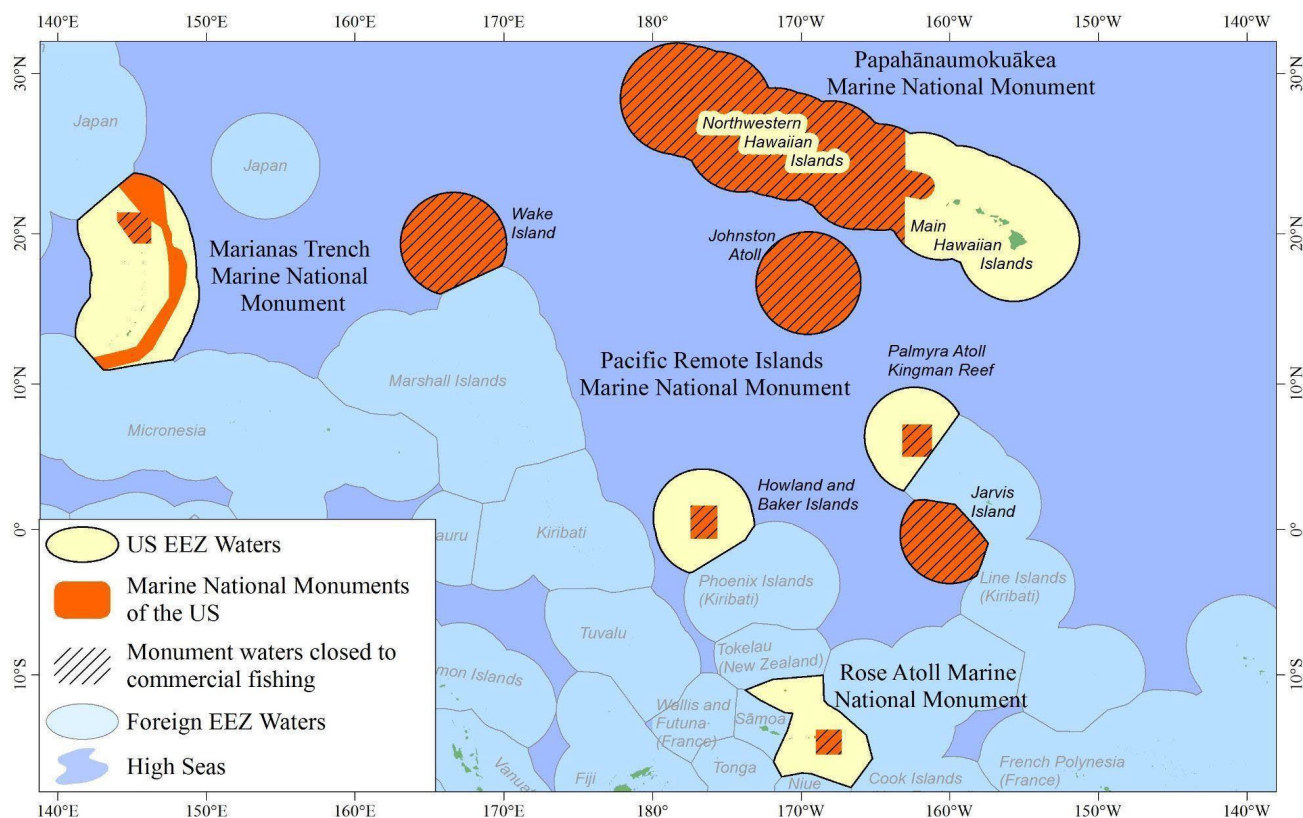 140°E 150°E 160°E 170°E 180° 170°W 160°W 150°W 140°W
30°N
20°N
10°N
0°
10°S
30°N
20°N
10°N
0°
10°S
Papahānaumokuākea
Marine National Monument
Japan
Japan
Northwestern
Hawaiian
Islands
Wake
Island
Marianas Trench
Marine National
Monument
Johnston
Atoll
Main
Hawaiian
Islands
Pacific Remote Islands
Marine National Monument
Palmyra Atoll
Kingman Reef
Marshall Islands
Micronesia
Howland and
Baker Islands
Jarvis
Island
auru
Kiribati
Phoenix Islands
(Kiribati)
Line Islands
(Kiribati)
Tuvalu
Tokelau
(New Zealand)
mon Islands
Rose Atoll Marine
National Monument
Wallis and
Futuna
(France)
Sāmoa
Vanua
Fiji
Tonga
Niue
Cook Islands
French Polynesia
(France)
US EEZ Waters
Marine National Monuments
of the US
Monument waters closed to
commercial fishing
Foreign EEZ Waters
High Seas
140°E 150°E 160°E 170°E 180° 170°W 160°W 150°W 140°W